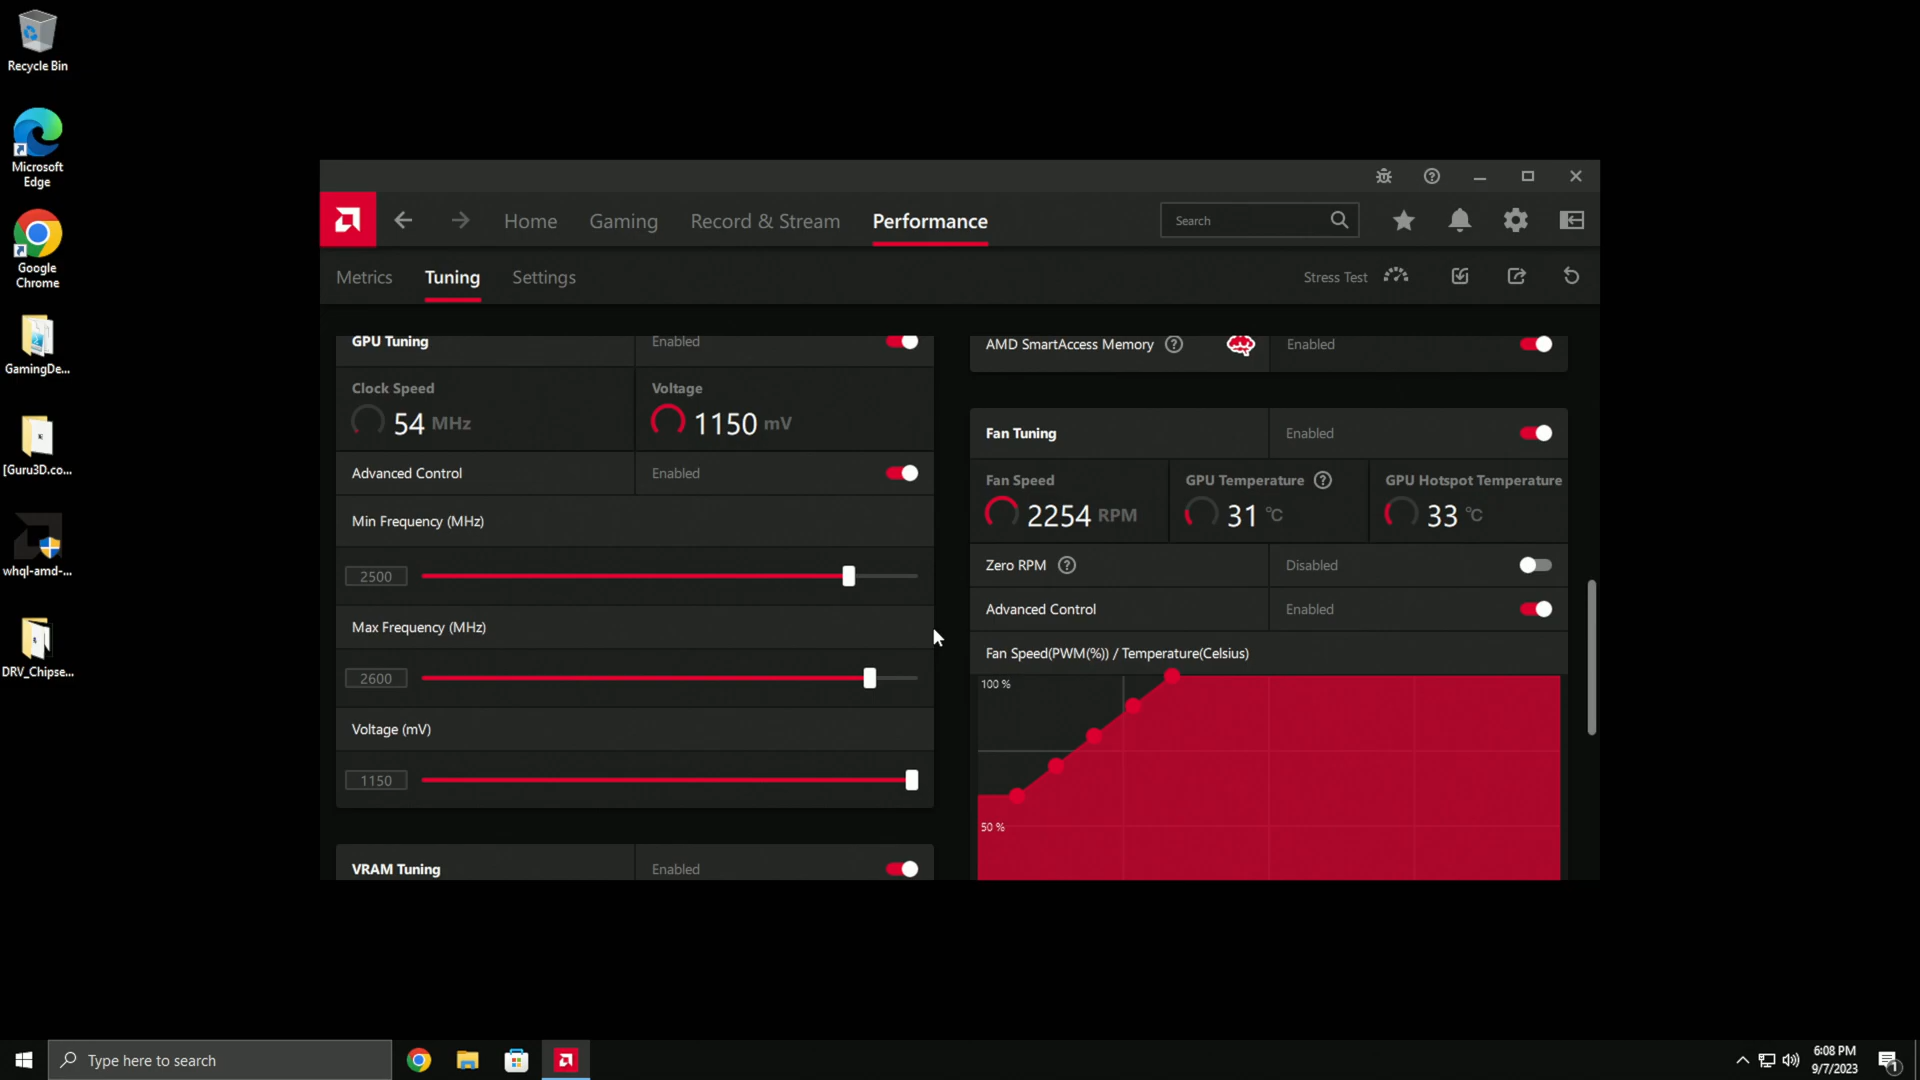 Recycle Bin
Microsoft
Edge
Google
Chrome
GamingDe...
[Guru3D.co...
whql-amd-...
DRV_Chipse...
Home
Gaming
Record & Stream
Performance
Search
Metrics
Tuning
Settings
Stress Test
GPU Tuning
Enabled
Clock Speed
54 MHz
Voltage
1150 mV
Advanced Control
Enabled
Min Frequency (MHz)
2500
Max Frequency (MHz)
2600
Voltage (mV)
1150
VRAM Tuning
Enabled
AMD SmartAccess Memory
Enabled
Fan Tuning
Enabled
Fan Speed
2254 RPM
GPU Temperature
31 °C
GPU Hotspot Temperature
33 °C
Zero RPM
Disabled
Advanced Control
Enabled
Fan Speed(PWM(%)) / Temperature(Celsius)
100 %
50 %
Type here to search
6:08 PM
9/7/2023
1